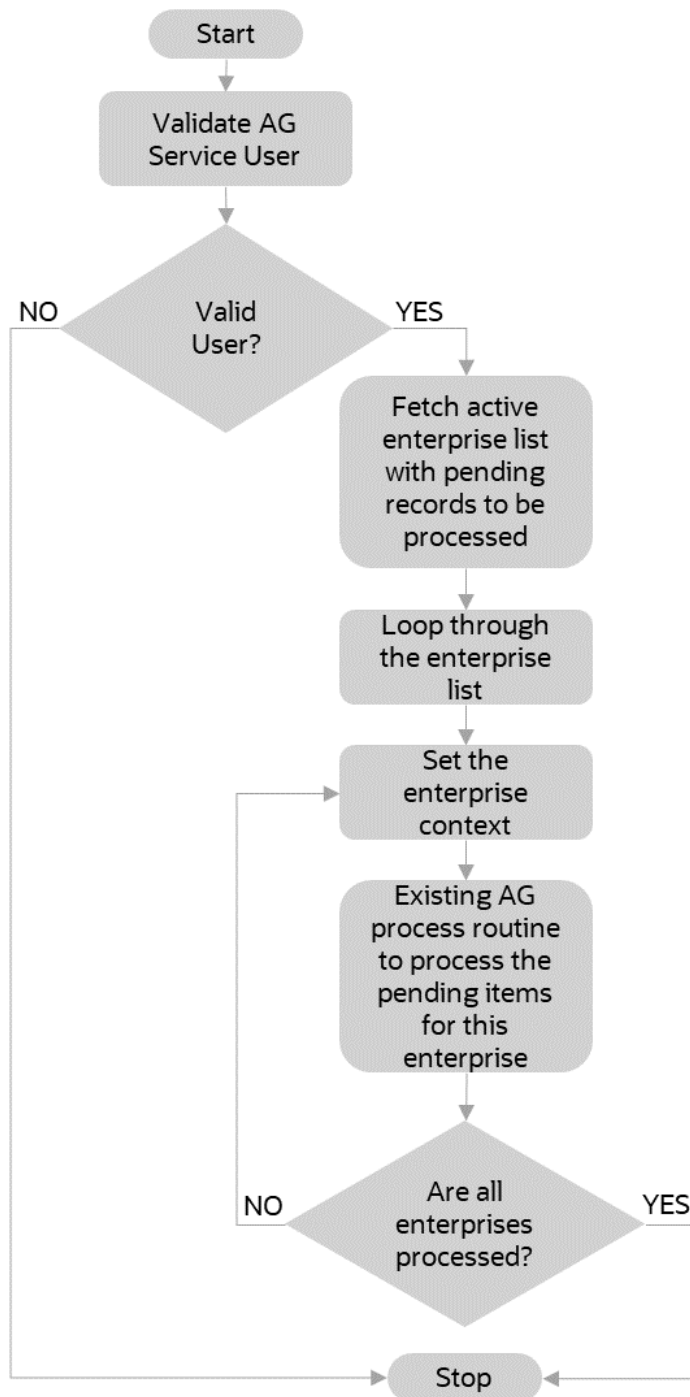 Start
Validate AG
Service User
NO
Valid
User?
YES
Fetch active
enterprise list
with pending
records to be
processed
Loop through
the enterprise
list
Set the
enterprise
context
Existing AG
process routine
to process the
pending items
for this
enterprise
NO
Are all
enterprises
processed?
YES
Stop